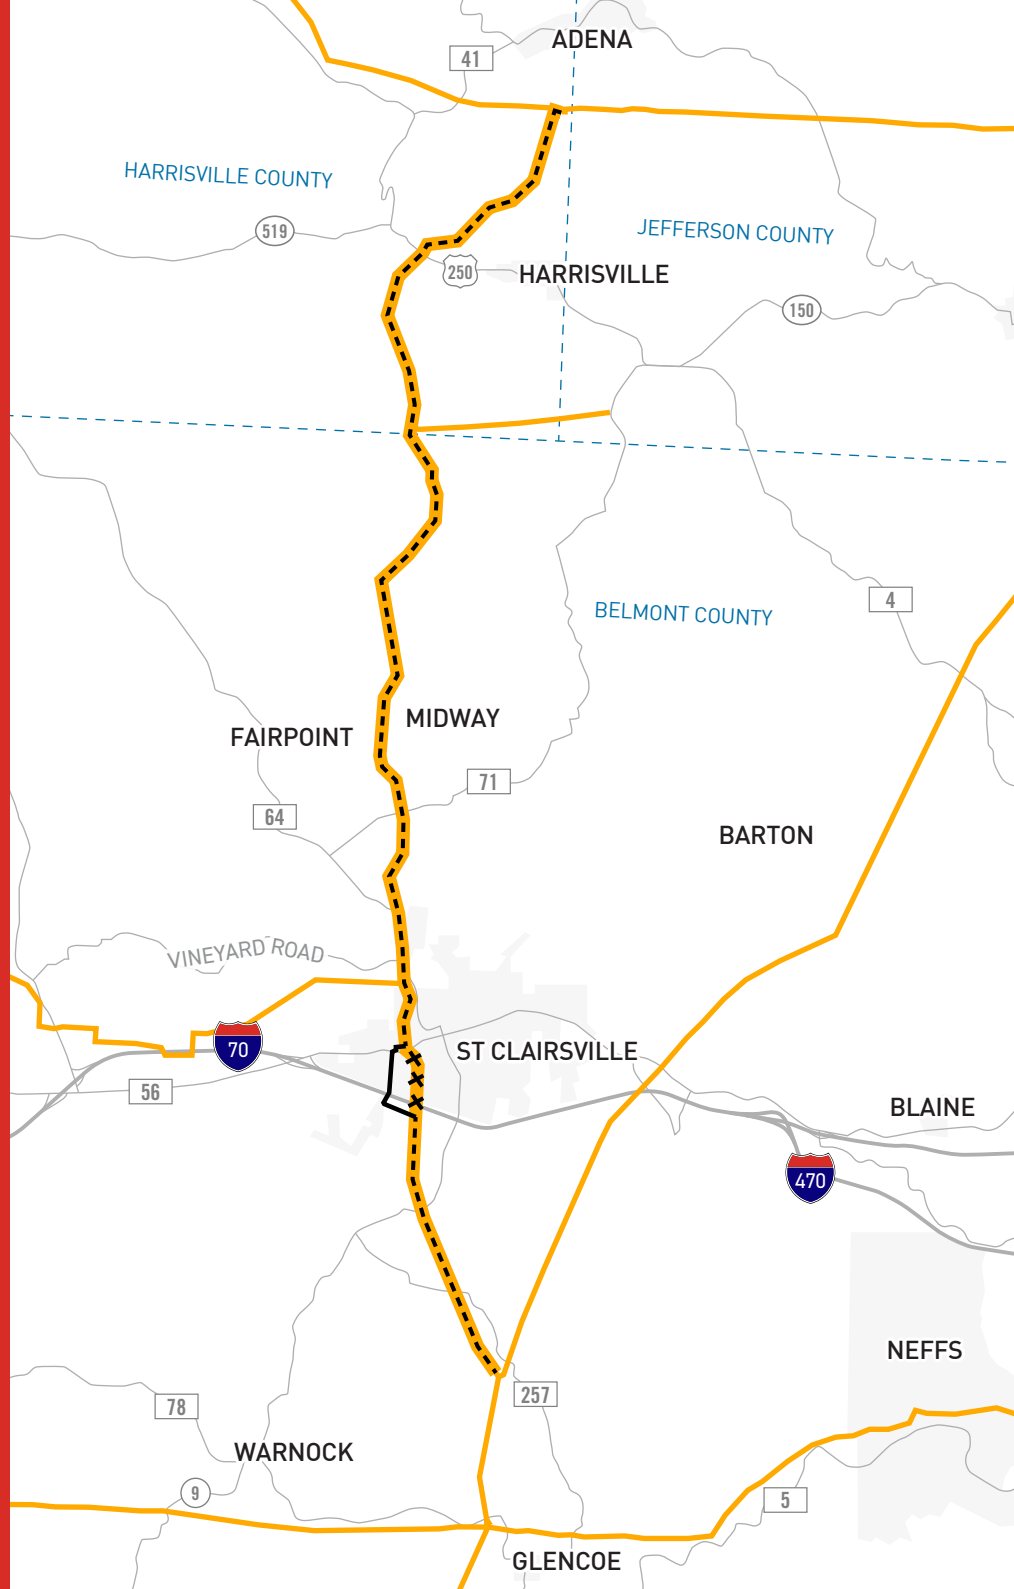 ADENA
41
HARRISVILLE COUNTY
519
JEFFERSON COUNTY
250
HARRISVILLE
150
4
BELMONT COUNTY
MIDWAY
FAIRPOINT
71
64
BARTON
VINEYARD ROAD
70
ST CLAIRSVILLE
56
BLAINE
470
NEFFS
257
78
WARNOCK
9
5
GLENCOE